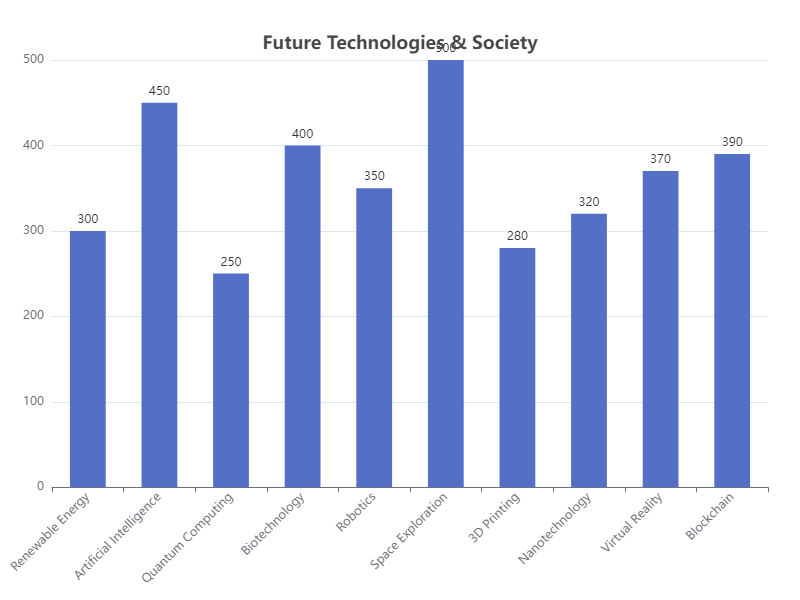 Future Technologies & Society
500
400
300
200
100
0
300
450
250
400
350
500
280
320
370
390
Renewable Energy
Artificial Intelligence
Quantum Computing
Biotechnology
Robotics
Space Exploration
3D Printing
Nanotechnology
Virtual Reality
Blockchain